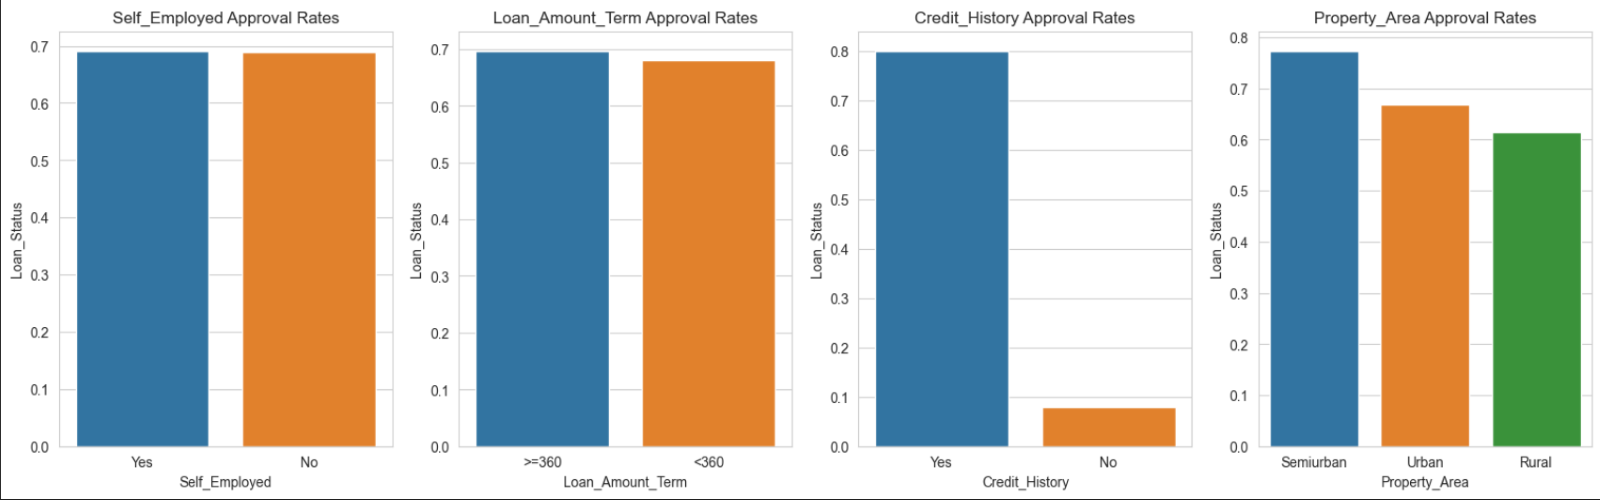 Self_Employed Approval Rates
0.7
0.6
0.5
0.4
0.3
0.2
0.1
0.0
Loan_Status
Yes No
Self_Employed
Loan_Amount_Term Approval Rates
0.7
0.6
0.5
0.4
0.3
0.2
0.1
0.0
Loan_Status
>=360 <360
Loan_Amount_Term
Credit_History Approval Rates
0.8
0.7
0.6
0.5
0.4
0.3
0.2
0.1
0.0
Loan_Status
Yes No
Credit_History
Property_Area Approval Rates
0.8
0.7
0.6
0.5
0.4
0.3
0.2
0.1
0.0
Loan_Status
Semiurban Urban Rural
Property_Area